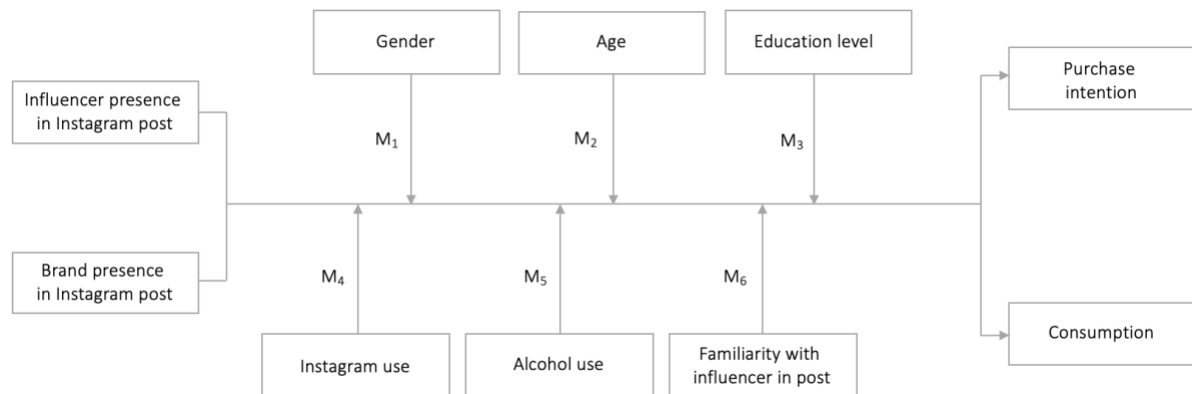 Gender
Age
Education level
Influencer presence
in Instagram post
Purchase
intention
M₁
M₂
M₃
Brand presence
in Instagram post
M₄
M₅
M₆
Instagram use
Alcohol use
Familiarity with
influencer in post
Consumption